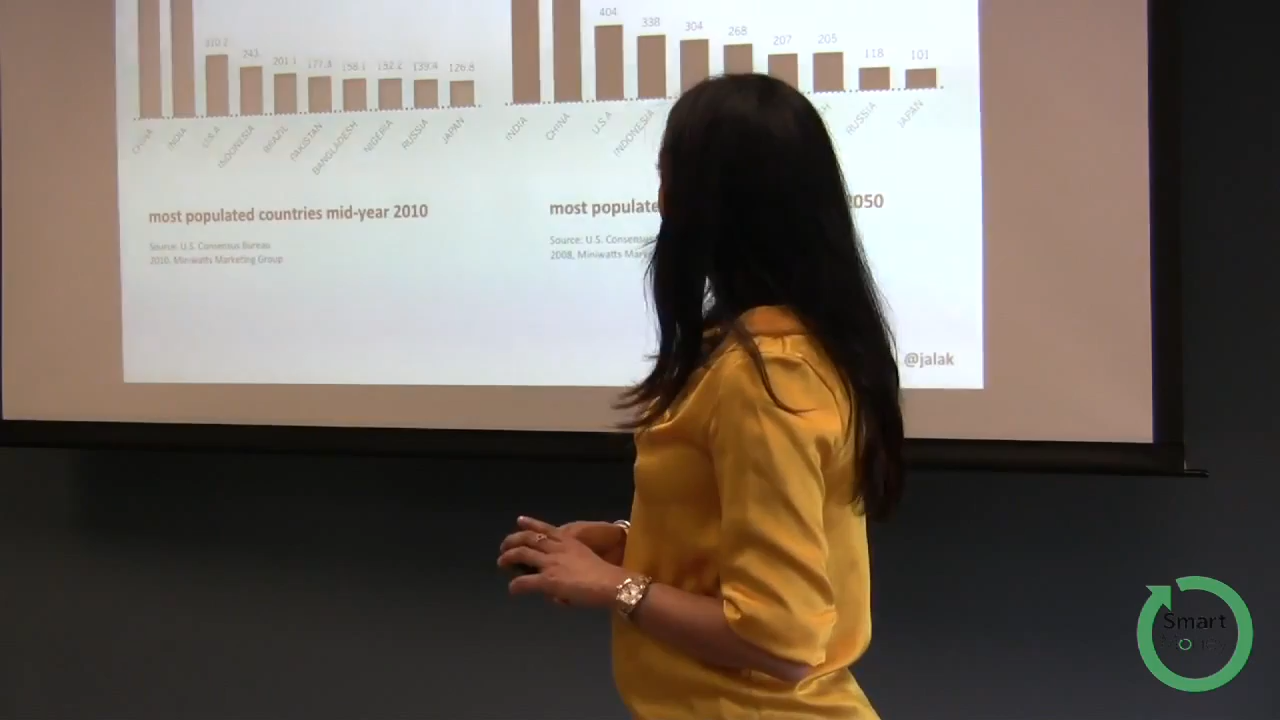 310.2 243 201.1 177.4 158.1 152.2 139.4 126.8
CHINA INDIA U.S.A INDONESIA BRAZIL PAKISTAN BANGLADESH NIGERIA RUSSIA JAPAN
most populated countries mid-year 2010
Source: U.S. Consensus Bureau
2010, Miniwatts Marketing Group
404 338 304 268 207 205 118 101
INDIA CHINA U.S.A INDONESIA RUSSIA JAPAN
most populate 2050
Source: U.S. Consensus
2008, Miniwatts
@jalak
Smart